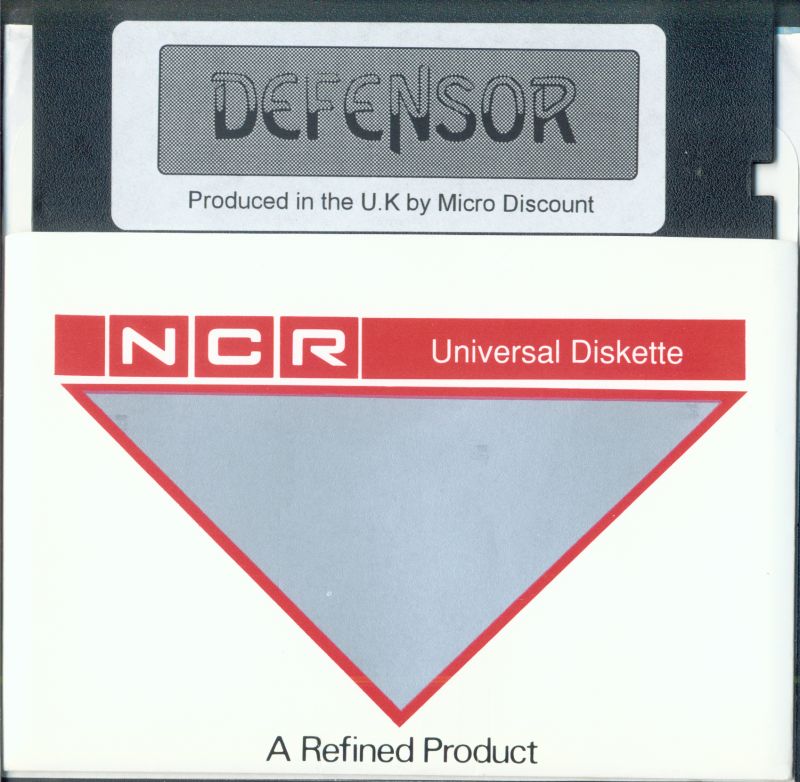 DEFENSOR
Produced in the U.K by Micro Discount
NCR Universal Diskette
A Refined Product